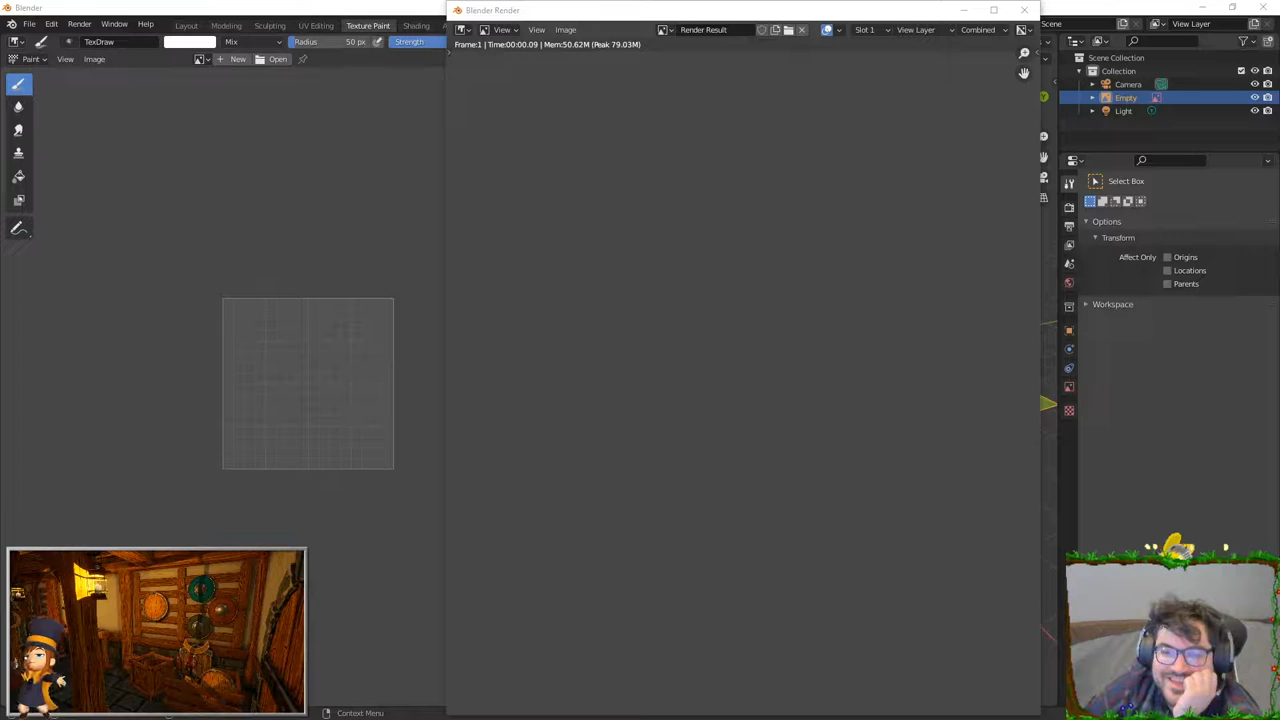 Blender
File Edit Render Window Help Layout Modeling Sculpting UV Editing Texture Paint Shading
TexDraw Mix Radius 50 px Strength
Paint View Image New Open
Blender Render
View View Image Render Result Slot 1 View Layer Combined
Frame:1 | Time:00:00.09 | Mem:50.62M (Peak 79.03M)
Scene View Layer
Scene Collection
Collection
Camera
Empty
Light
Select Box
Options
Transform
Affect Only Origins
Locations
Parents
Workspace
Context Menu